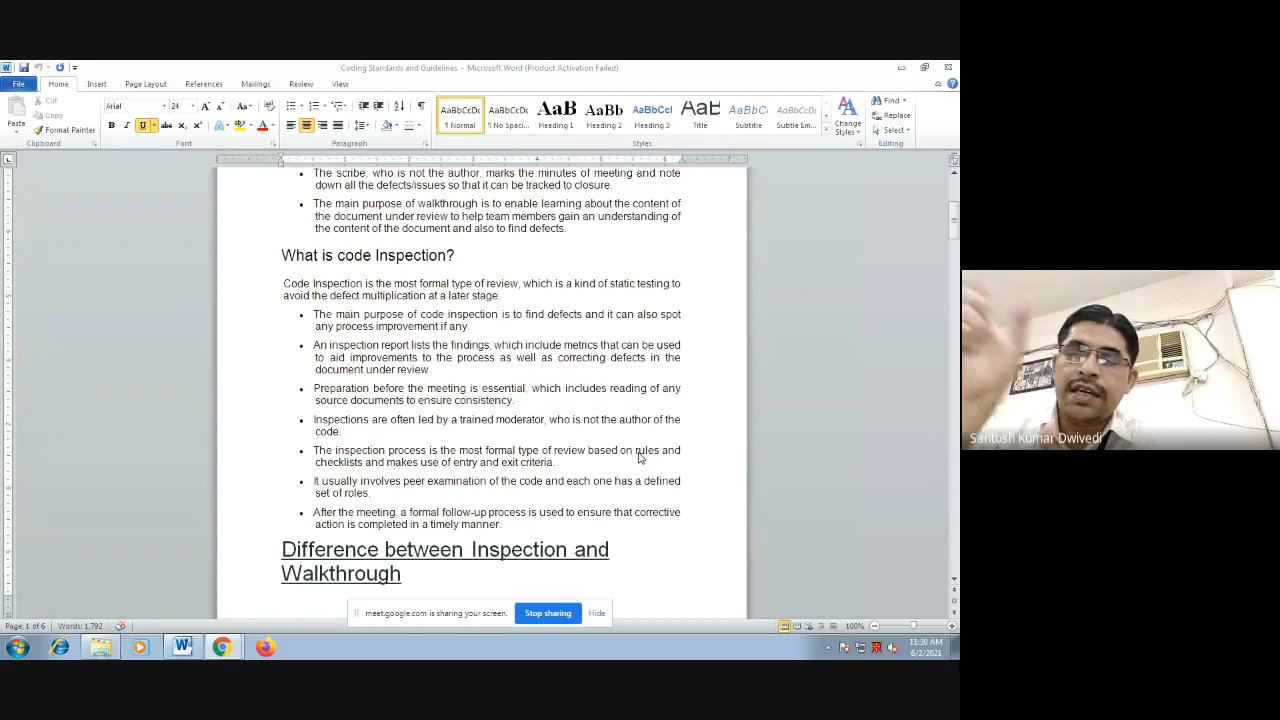 Coding Standards and Guidelines - Microsoft Word (Product Activation Failed)
File Home Insert Page Layout References Mailings Review View
Paste
Cut
Copy
Format Painter
Clipboard
Arial 24
Font
Paragraph
AaBbCcDc AaBbCcDc AaB AaBb AaBbCcI AaB AaBbCcDc AaBbCcDc
¶ Normal ¶ No Spaci... Heading 1 Heading 2 Heading 3 Title Subtitle Subtle Em...
Styles
Change Styles
Find
Replace
Select
Editing
• The scribe, who is not the author, marks the minutes of meeting and note
down all the defects/issues so that it can be tracked to closure.
• The main purpose of walkthrough is to enable learning about the content of
the document under review to help team members gain an understanding of
the content of the document and also to find defects.
What is code Inspection?
Code Inspection is the most formal type of review, which is a kind of static testing to
avoid the defect multiplication at a later stage.
• The main purpose of code inspection is to find defects and it can also spot
any process improvement if any.
• An inspection report lists the findings, which include metrics that can be used
to aid improvements to the process as well as correcting defects in the
document under review.
• Preparation before the meeting is essential, which includes reading of any
source documents to ensure consistency.
• Inspections are often led by a trained moderator, who is not the author of the
code.
• The inspection process is the most formal type of review based on rules and
checklists and makes use of entry and exit criteria.
• It usually involves peer examination of the code and each one has a defined
set of roles.
• After the meeting, a formal follow-up process is used to ensure that corrective
action is completed in a timely manner.
Difference between Inspection and
Walkthrough
meet.google.com is sharing your screen. Stop sharing Hide
Page: 1 of 6 Words: 1,792 100%
11:30 AM
6/2/2021
Santosh Kumar Dwivedi